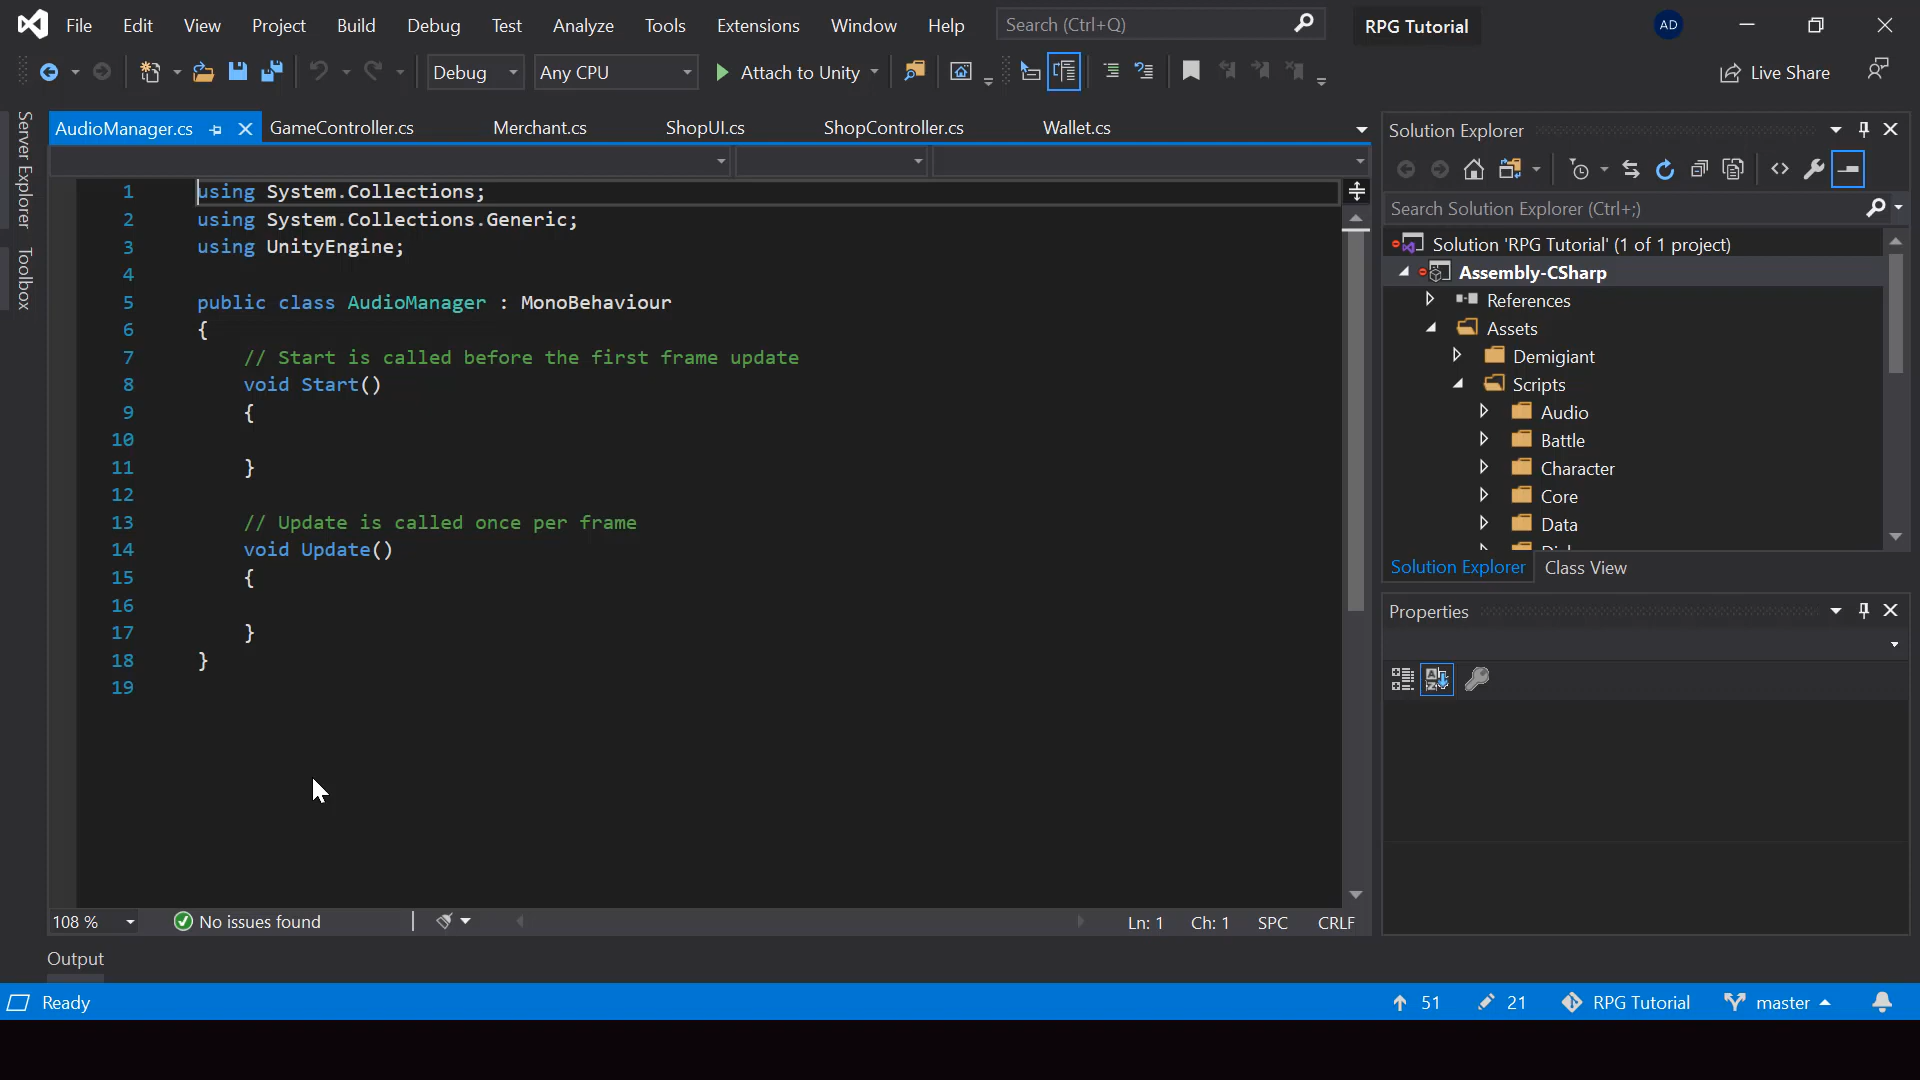 File Edit View Project Build Debug Test Analyze Tools Extensions Window Help Search (Ctrl+Q) RPG Tutorial AD
Debug Any CPU Attach to Unity Live Share
Server Explorer
Toolbox
AudioManager.cs GameController.cs Merchant.cs ShopUI.cs ShopController.cs Wallet.cs
1 using System.Collections;
2 using System.Collections.Generic;
3 using UnityEngine;
4
5 public class AudioManager : MonoBehaviour
6 {
7 // Start is called before the first frame update
8 void Start()
9 {
10
11 }
12
13 // Update is called once per frame
14 void Update()
15 {
16
17 }
18 }
19
108 % No issues found Ln: 1 Ch: 1 SPC CRLF
Output
Solution Explorer
Search Solution Explorer (Ctrl+;)
Solution 'RPG Tutorial' (1 of 1 project)
Assembly-CSharp
References
Assets
Demigiant
Scripts
Audio
Battle
Character
Core
Data
Solution Explorer Class View
Properties
Ready 51 21 RPG Tutorial master